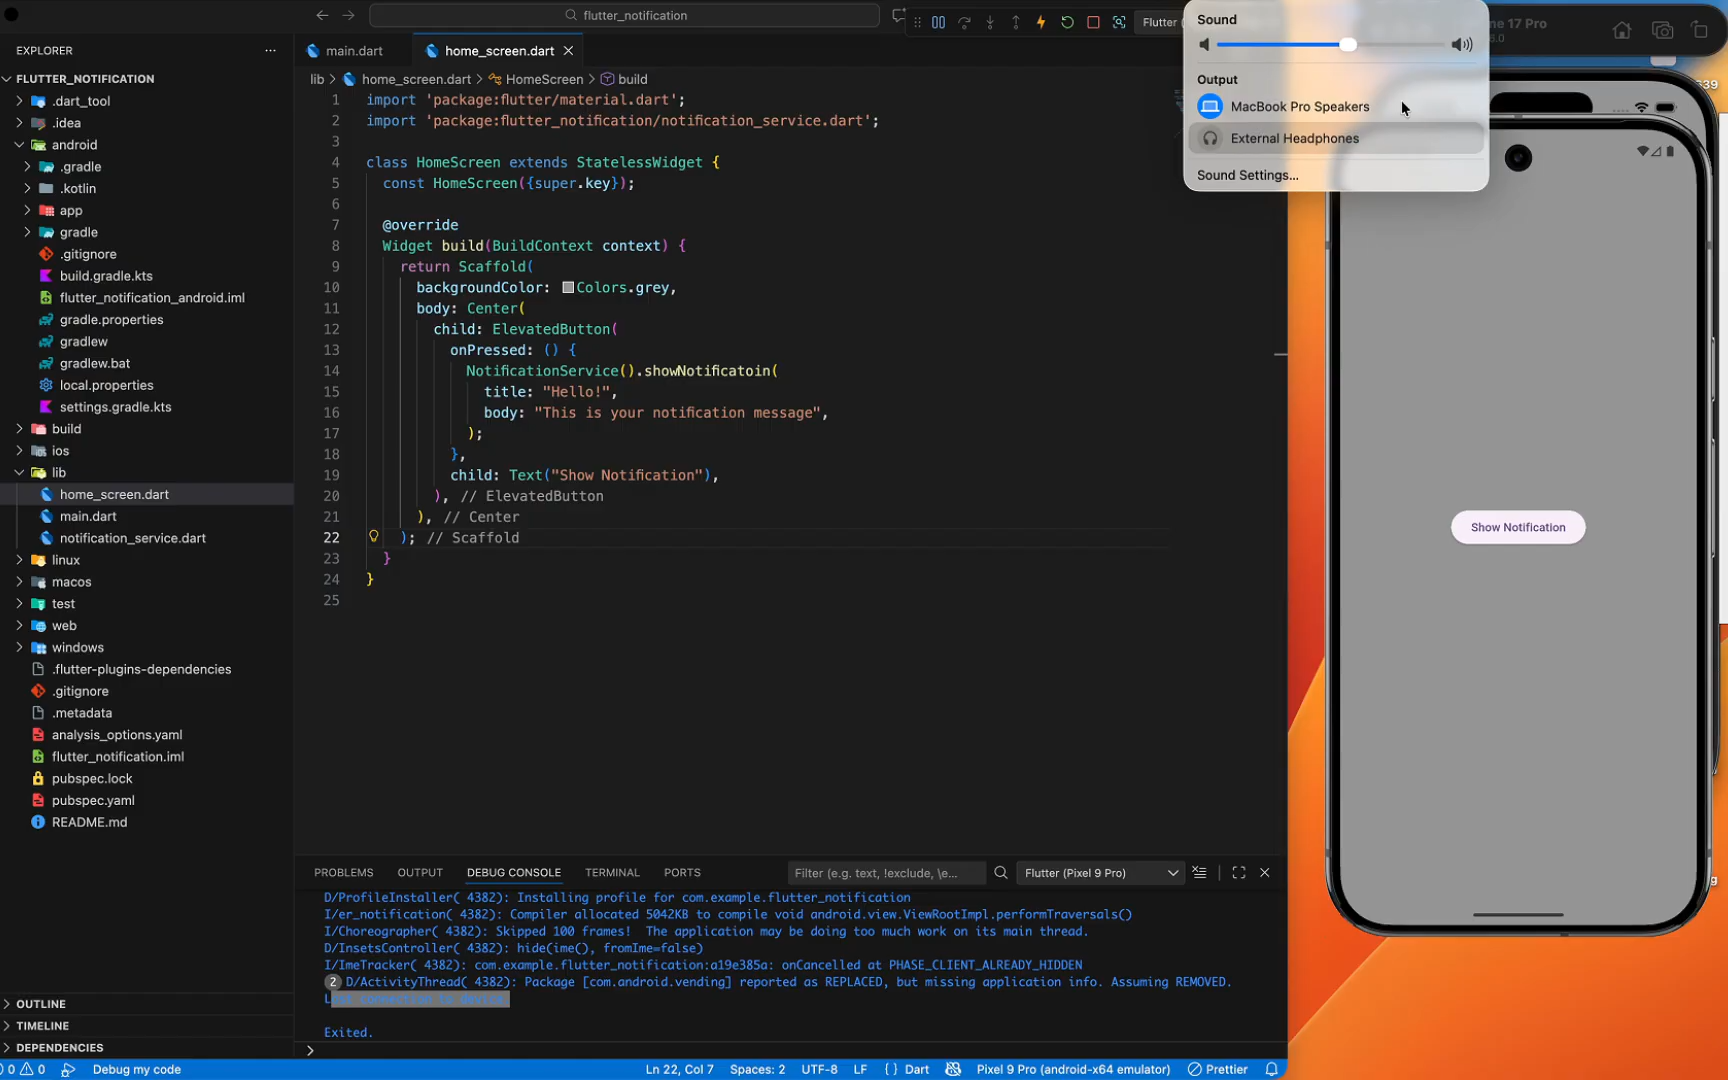 flutter_notification
Flutter
EXPLORER
main.dart
home_screen.dart
FLUTTER_NOTIFICATION
.dart_tool
.idea
android
.gradle
.kotlin
app
gradle
.gitignore
build.gradle.kts
flutter_notification_android.iml
gradle.properties
gradlew
gradlew.bat
local.properties
settings.gradle.kts
build
ios
lib
home_screen.dart
main.dart
notification_service.dart
linux
macos
test
web
windows
.flutter-plugins-dependencies
.gitignore
.metadata
analysis_options.yaml
flutter_notification.iml
pubspec.lock
pubspec.yaml
README.md
OUTLINE
TIMELINE
DEPENDENCIES
lib > home_screen.dart > HomeScreen > build
1 import 'package:flutter/material.dart';
2 import 'package:flutter_notification/notification_service.dart';
3
4 class HomeScreen extends StatelessWidget {
5 const HomeScreen({super.key});
6
7 @override
8 Widget build(BuildContext context) {
9 return Scaffold(
10 backgroundColor: Colors.grey,
11 body: Center(
12 child: ElevatedButton(
13 onPressed: () {
14 NotificationService().showNotificatoin(
15 title: "Hello!",
16 body: "This is your notification message",
17 );
18 },
19 child: Text("Show Notification"),
20 ), // ElevatedButton
21 ), // Center
22 ); // Scaffold
23 }
24 }
25
PROBLEMS OUTPUT DEBUG CONSOLE TERMINAL PORTS
Filter (e.g. text, !exclude, \e...
Flutter (Pixel 9 Pro)
D/ProfileInstaller( 4382): Installing profile for com.example.flutter_notification
I/er_notification( 4382): Compiler allocated 5042KB to compile void android.view.ViewRootImpl.performTraversals()
I/Choreographer( 4382): Skipped 100 frames! The application may be doing too much work on its main thread.
D/InsetsController( 4382): hide(ime(), fromIme=false)
I/ImeTracker( 4382): com.example.flutter_notification:a19e385a: onCancelled at PHASE_CLIENT_ALREADY_HIDDEN
2 D/ActivityThread( 4382): Package [com.android.vending] reported as REPLACED, but missing application info. Assuming REMOVED.
Lost connection to device.
Exited.
>
0 0 Debug my code
Ln 22, Col 7 Spaces: 2 UTF-8 LF { } Dart Pixel 9 Pro (android-x64 emulator) Prettier
Sound
Output
MacBook Pro Speakers
External Headphones
Sound Settings...
ne 17 Pro
Show Notification